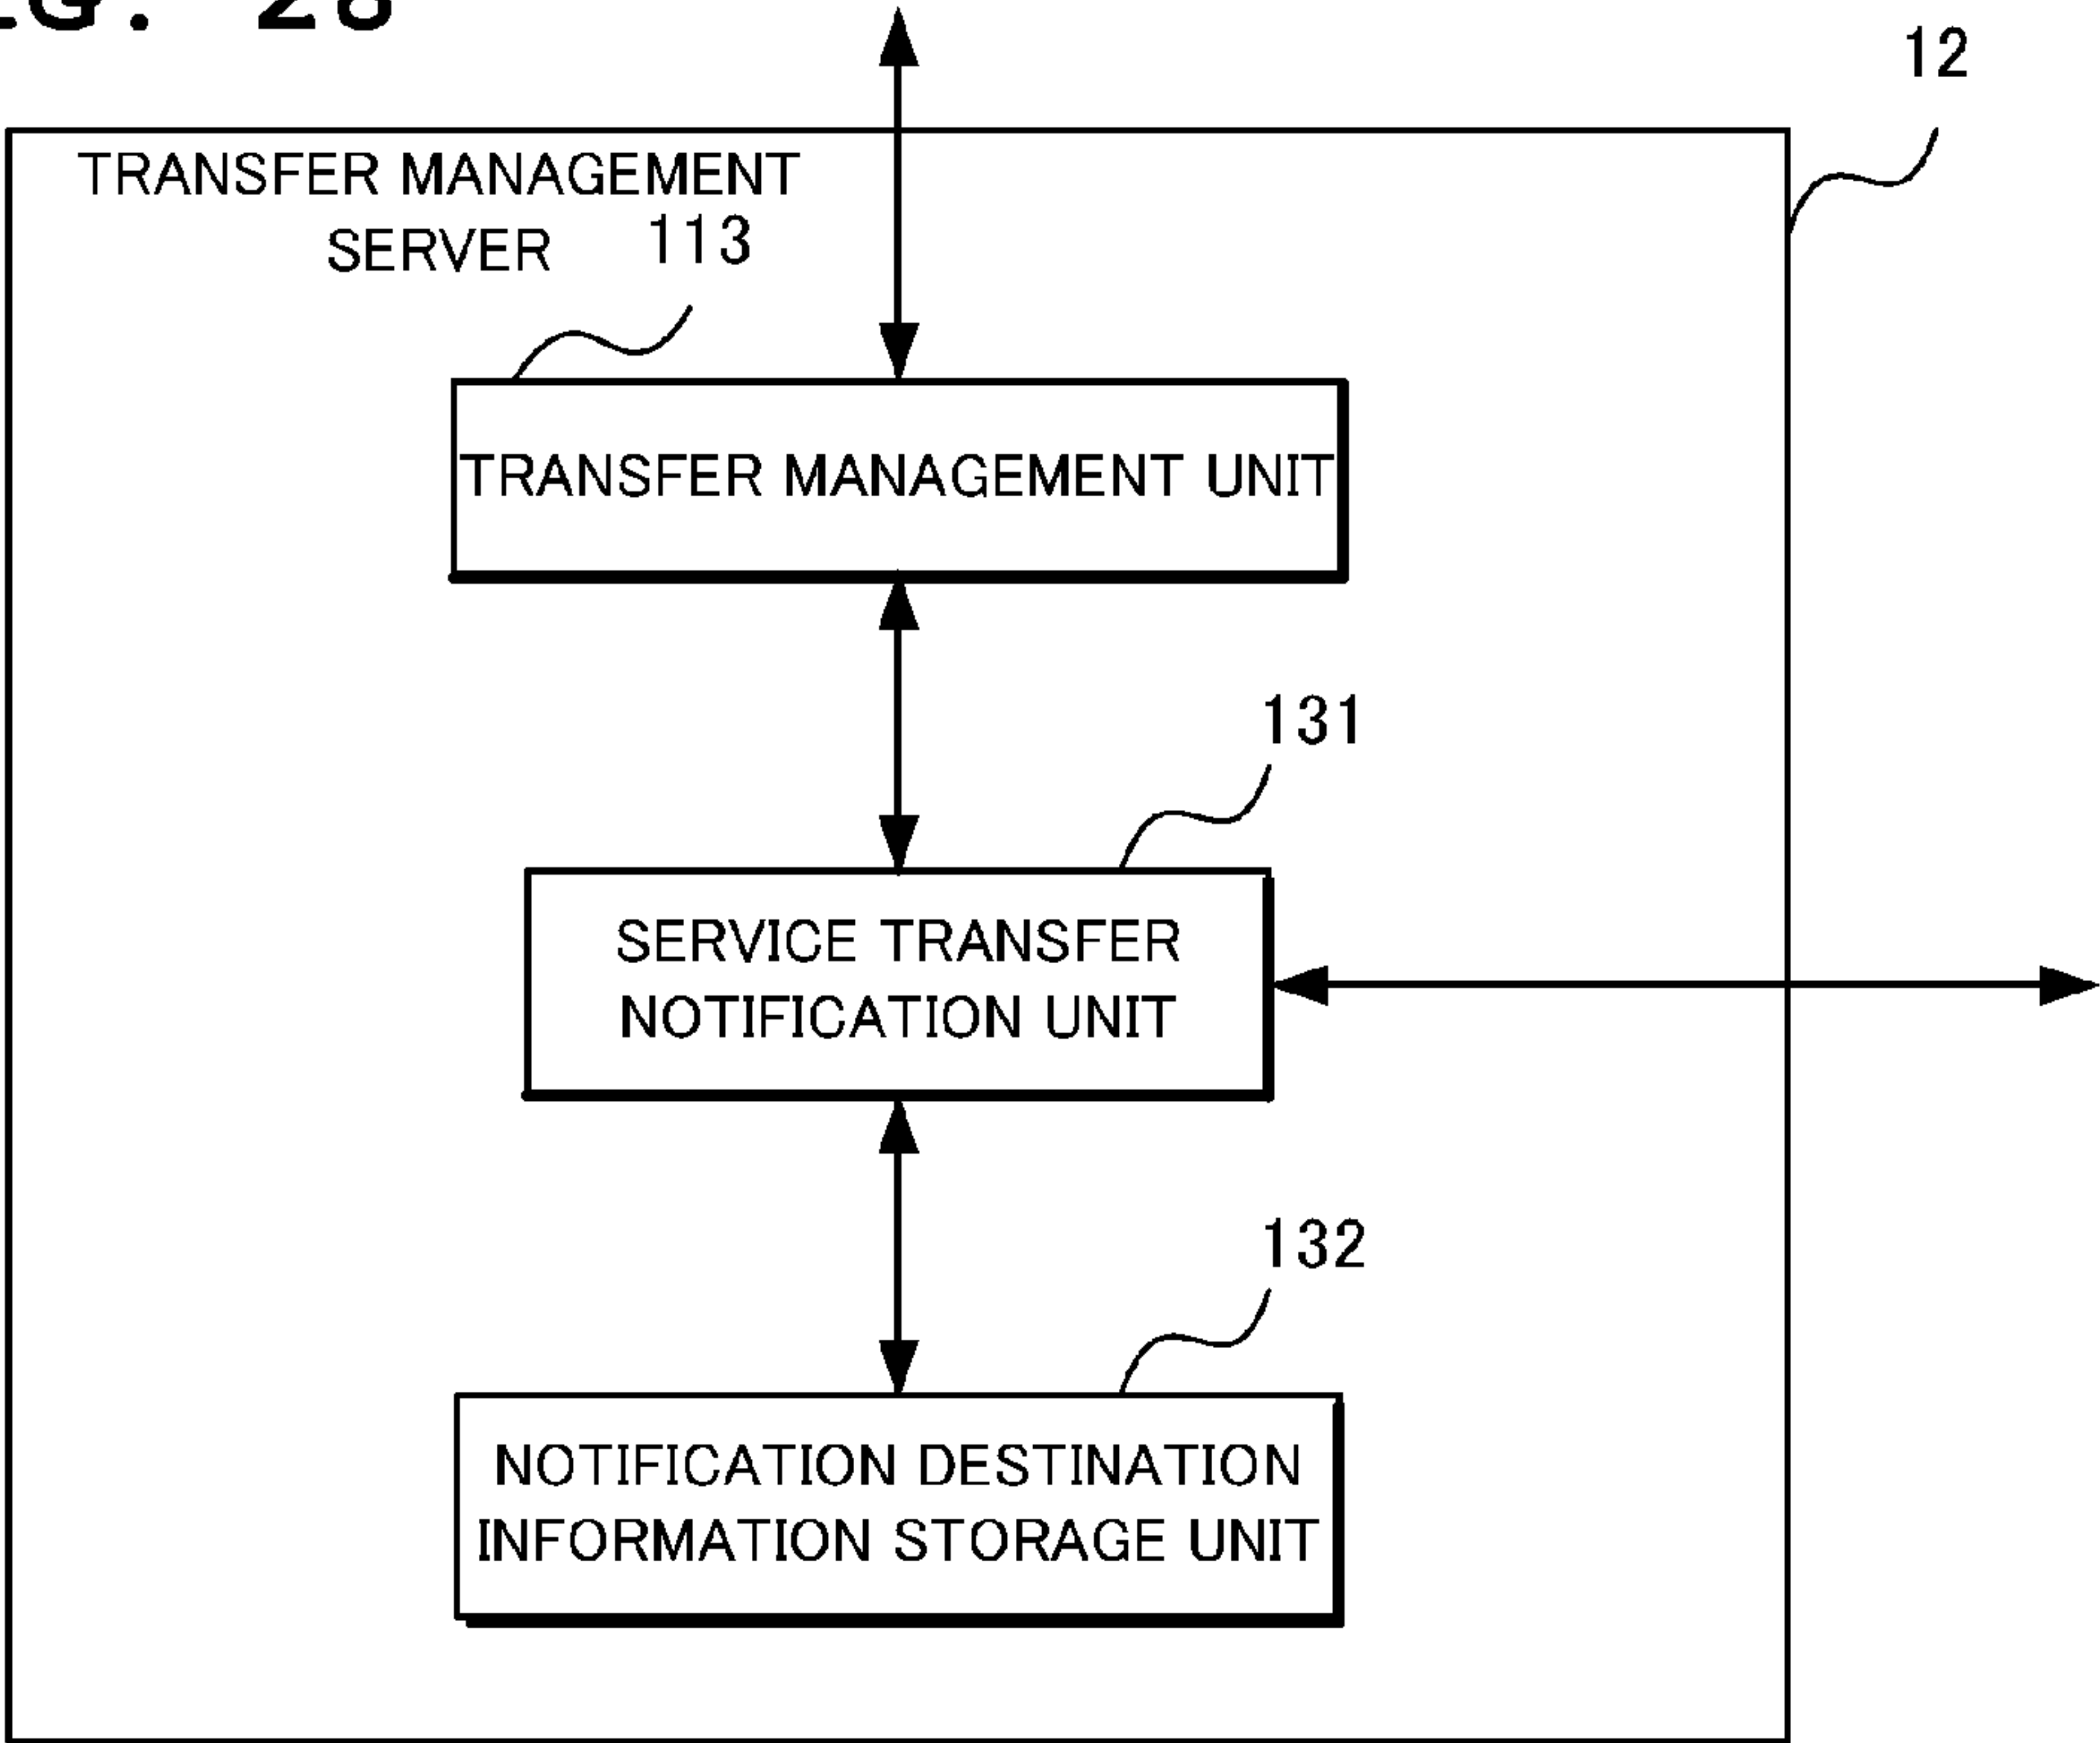 G. 28
12
TRANSFER MANAGEMENT
SERVER
113
TRANSFER MANAGEMENT UNIT
131
SERVICE TRANSFER
NOTIFICATION UNIT
132
NOTIFICATION DESTINATION
INFORMATION STORAGE UNIT